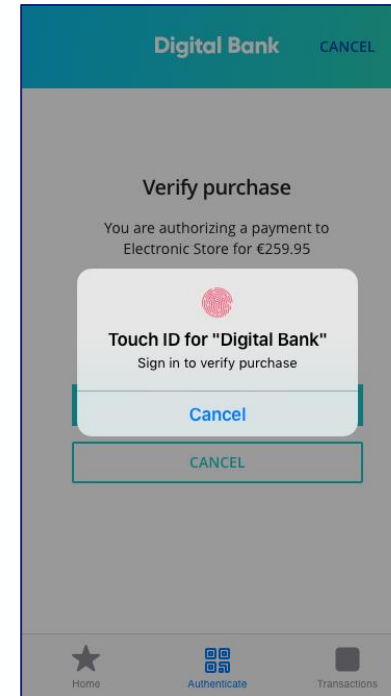 Digital Bank CANCEL
Verify purchase
You are authorizing a payment to
Electronic Store for €259.95
Touch ID for "Digital Bank"
Sign in to verify purchase
Cancel
CANCEL
Home Authenticate Transactions